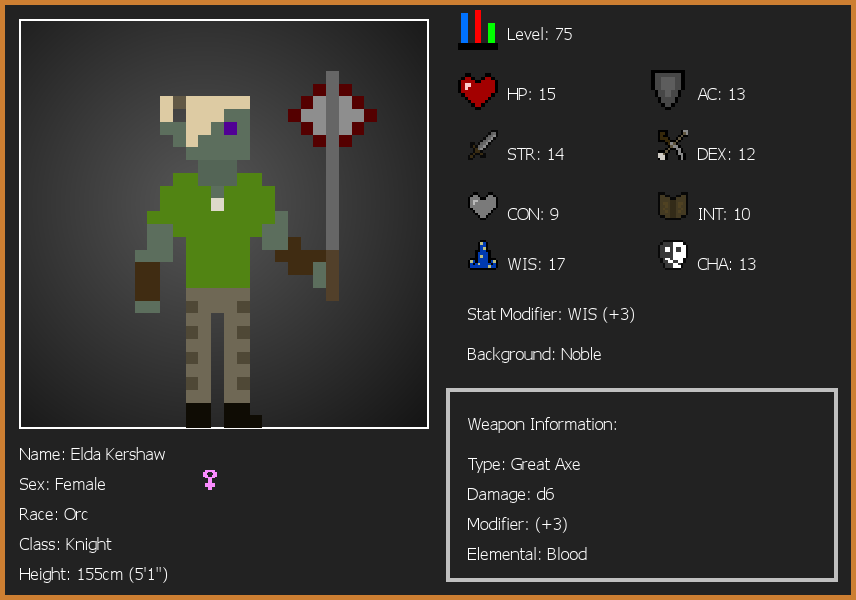 Level: 75
HP: 15
AC: 13
STR: 14
DEX: 12
CON: 9
INT: 10
WIS: 17
CHA: 13
Stat Modifier: WIS (+3)
Background: Noble
Weapon Information:
Type: Great Axe
Damage: d6
Modifier: (+3)
Elemental: Blood
Name: Elda Kershaw
Sex: Female
Race: Orc
Class: Knight
Height: 155cm (5'1")